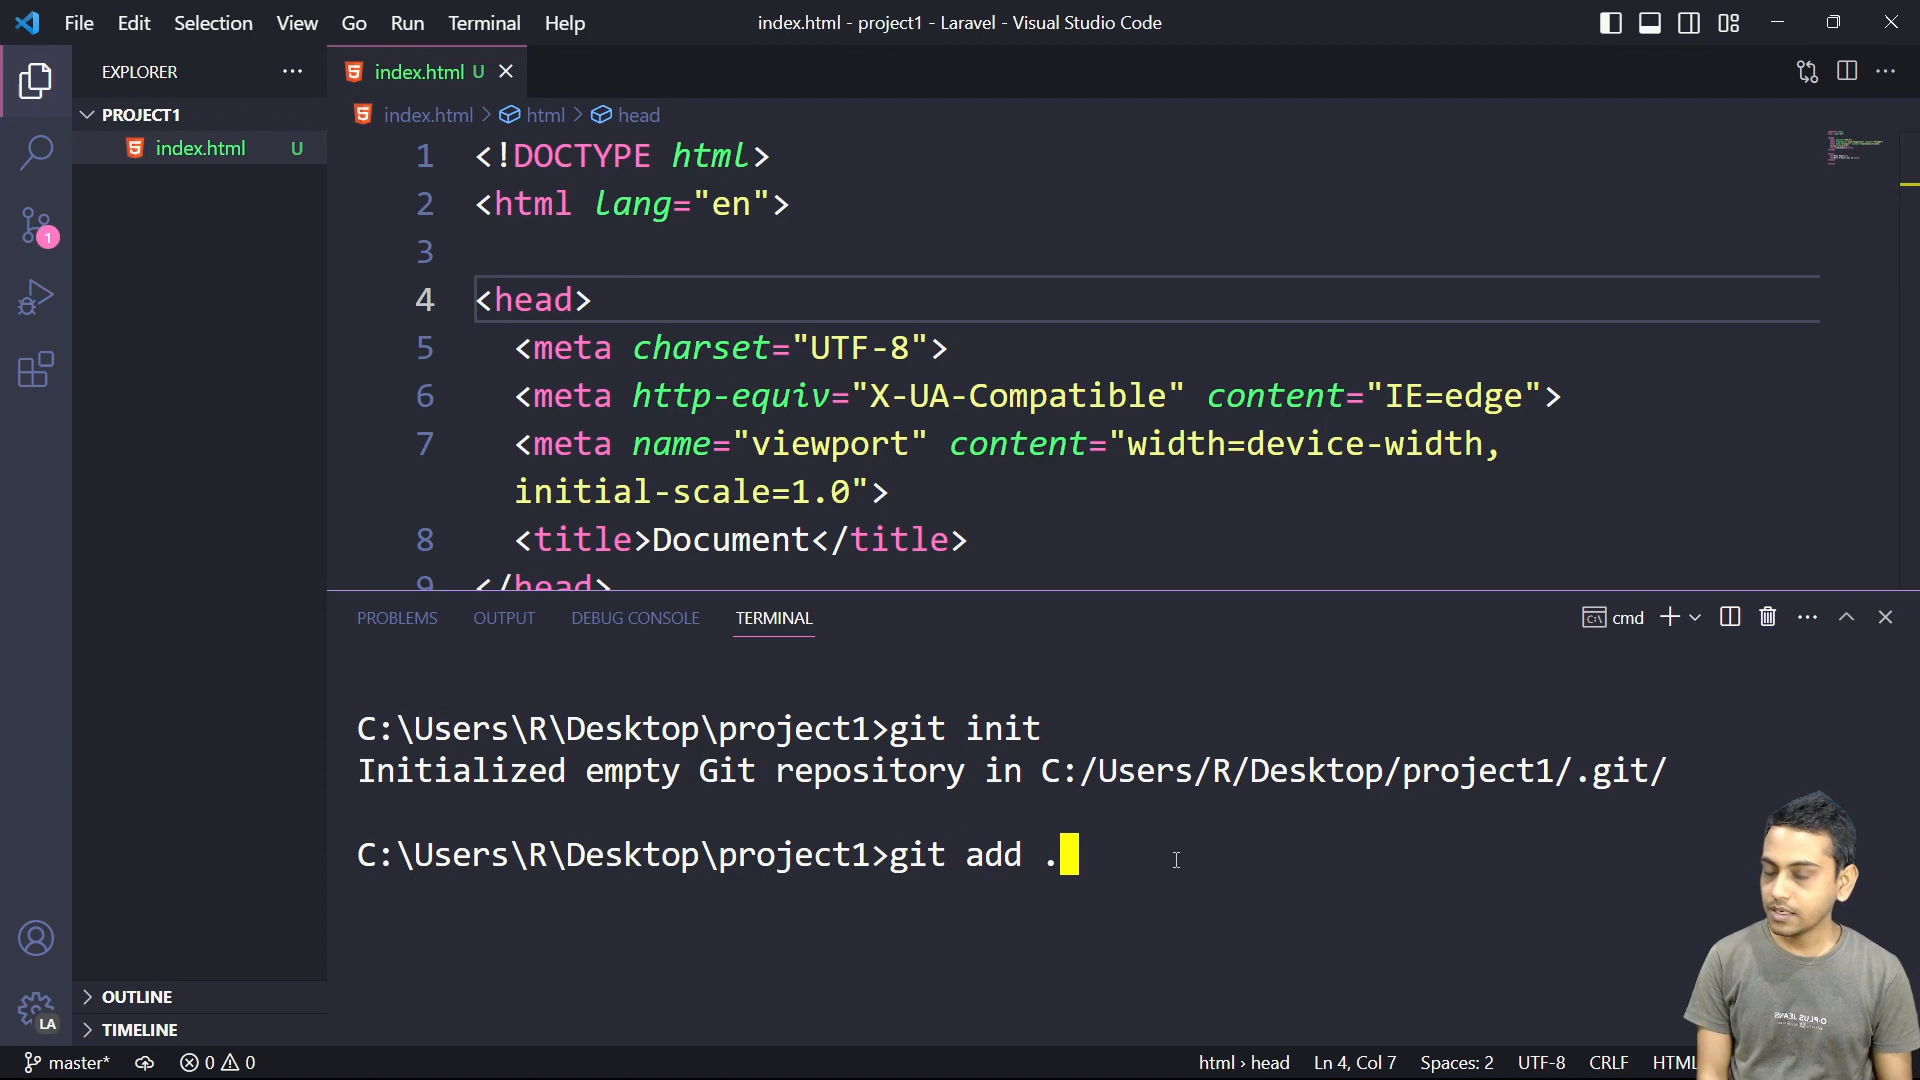 File Edit Selection View Go Run Terminal Help
index.html - project1 - Laravel - Visual Studio Code
EXPLORER
index.html U
PROJECT1
index.html > html > head
index.html U
1 <!DOCTYPE html>
2 <html lang="en">
1
3
4 <head>
5 <meta charset="UTF-8">
6 <meta http-equiv="X-UA-Compatible" content="IE=edge">
7 <meta name="viewport" content="width=device-width,
initial-scale=1.0">
8 <title>Document</title>
9 </head>
PROBLEMS OUTPUT DEBUG CONSOLE TERMINAL
cmd
C:\Users\R\Desktop\project1>git init
Initialized empty Git repository in C:/Users/R/Desktop/project1/.git/
C:\Users\R\Desktop\project1>git add .
OUTLINE
LA
TIMELINE
master* 0 0
html › head Ln 4, Col 7 Spaces: 2 UTF-8 CRLF HTML